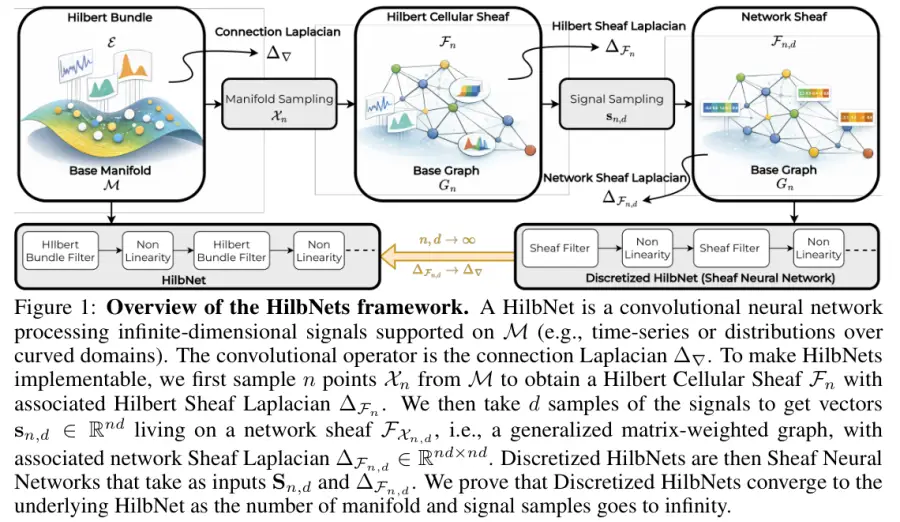 Hilbert Bundle
ℰ
Base Manifold
ℳ
Connection Laplacian
Δ∇
Manifold Sampling
𝒳n
Hilbert Cellular Sheaf
ℱn
Base Graph
Gn
Hilbert Sheaf Laplacian
Δℱn
Signal Sampling
sn,d
Network Sheaf
ℱn,d
Base Graph
Gn
Network Sheaf Laplacian
Δℱn,d
HIlbert
Bundle Filter
Non
Linearity
Hilbert
Bundle Filter
Non
Linearity
HilbNet
n, d → ∞
Δℱn,d → Δ∇
Sheaf Filter
Non
Linearity
Sheaf Filter
Non
Linearity
Discretized HilbNet (Sheaf Neural Network)
Figure 1: Overview of the HilbNets framework. A HilbNet is a convolutional neural network
processing infinite-dimensional signals supported on ℳ (e.g., time-series or distributions over
curved domains). The convolutional operator is the connection Laplacian Δ∇. To make HilbNets
implementable, we first sample n points 𝒳n from ℳ to obtain a Hilbert Cellular Sheaf ℱn with
associated Hilbert Sheaf Laplacian Δℱn. We then take d samples of the signals to get vectors
sn,d ∈ ℝnd living on a network sheaf ℱ𝒳n,d, i.e., a generalized matrix-weighted graph, with
associated network Sheaf Laplacian Δℱn,d ∈ ℝnd×nd. Discretized HilbNets are then Sheaf Neural
Networks that take as inputs Sn,d and Δℱn,d. We prove that Discretized HilbNets converge to the
underlying HilbNet as the number of manifold and signal samples goes to infinity.